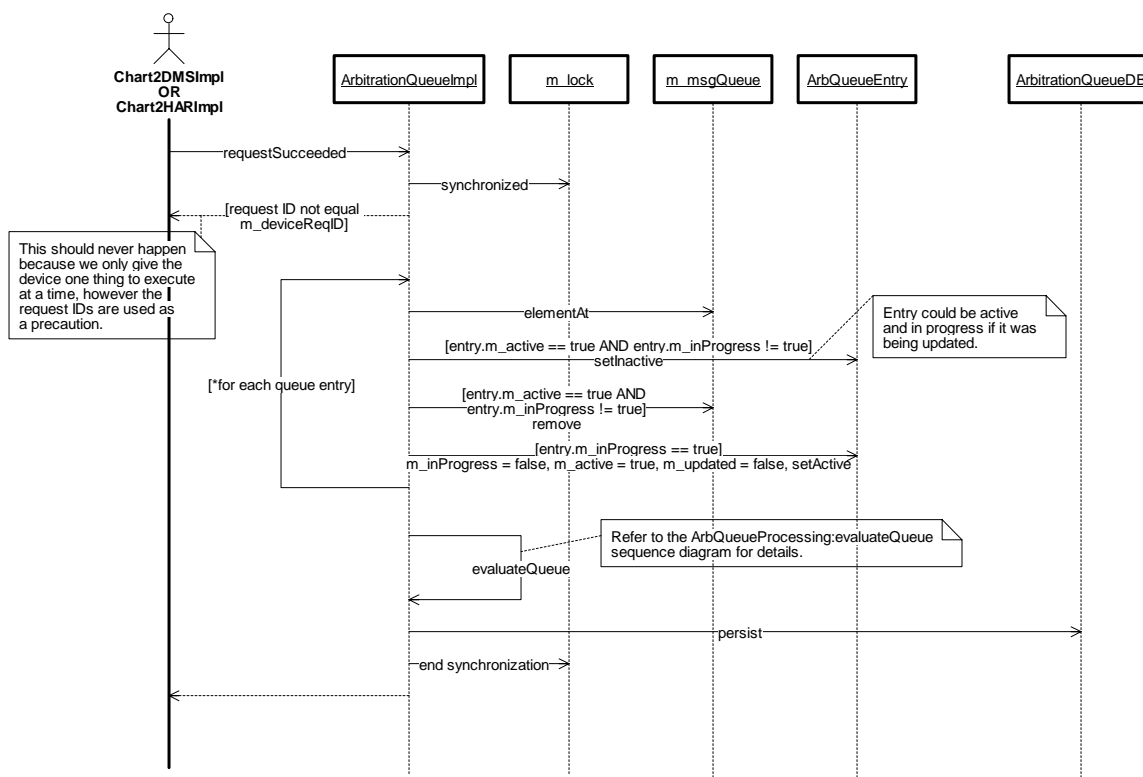 Chart2DMSImpl
OR
Chart2HARImpl
ArbitrationQueueImpl
m_lock
m_msgQueue
ArbQueueEntry
ArbitrationQueueDB
requestSucceeded
synchronized
[request ID not equal
m_deviceReqID]
This should never happen
because we only give the
device one thing to execute
at a time, however the
request IDs are used as
a precaution.
elementAt
Entry could be active
and in progress if it was
being updated.
[entry.m_active == true AND entry.m_inProgress != true]
setInactive
[*for each queue entry]
[entry.m_active == true AND
entry.m_inProgress != true]
remove
[entry.m_inProgress == true]
m_inProgress = false, m_active = true, m_updated = false, setActive
Refer to the ArbQueueProcessing:evaluateQueue
sequence diagram for details.
evaluateQueue
persist
end synchronization